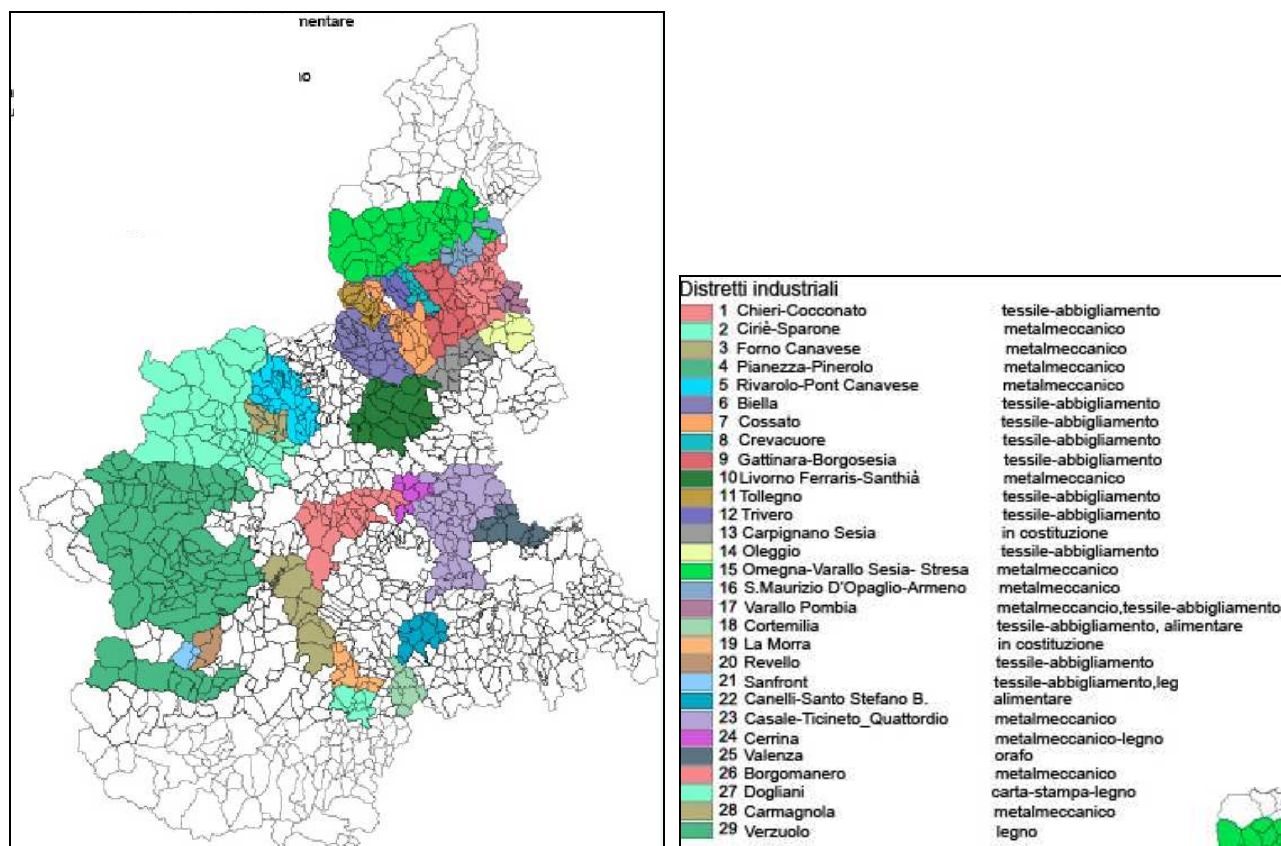 mentare
Distretti industriali
1 Chieri-Cocconato tessile-abbigliamento
2 Ciriè-Sparone metalmeccanico
3 Forno Canavese metalmeccanico
4 Pianezza-Pinerolo metalmeccanico
5 Rivarolo-Pont Canavese metalmeccanico
6 Biella tessile-abbigliamento
7 Cossato tessile-abbigliamento
8 Crevacuore tessile-abbigliamento
9 Gattinara-Borgosesia tessile-abbigliamento
10 Livorno Ferraris-Santhià metalmeccanico
11 Tollegno tessile-abbigliamento
12 Trivero tessile-abbigliamento
13 Carpignano Sesia in costituzione
14 Oleggio tessile-abbigliamento
15 Omegna-Varallo Sesia- Stresa metalmeccanico
16 S.Maurizio D'Opaglio-Armeno metalmeccanico
17 Varallo Pombia metalmeccancio,tessile-abbigliamento
18 Cortemilia tessile-abbigliamento, alimentare
19 La Morra in costituzione
20 Revello tessile-abbigliamento
21 Sanfront tessile-abbigliamento,leg
22 Canelli-Santo Stefano B. alimentare
23 Casale-Ticineto_Quattordio metalmeccanico
24 Cerrina metalmeccanico-legno
25 Valenza orafo
26 Borgomanero metalmeccanico
27 Dogliani carta-stampa-legno
28 Carmagnola metalmeccanico
29 Verzuolo legno